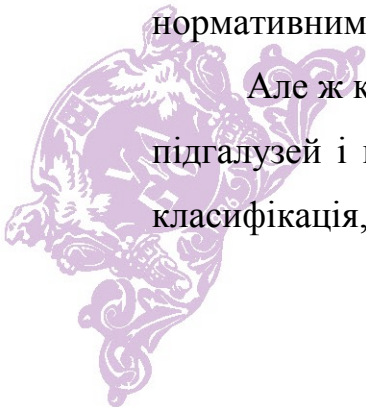 нормативним
Але ж к
підгалузей і
класифікація,